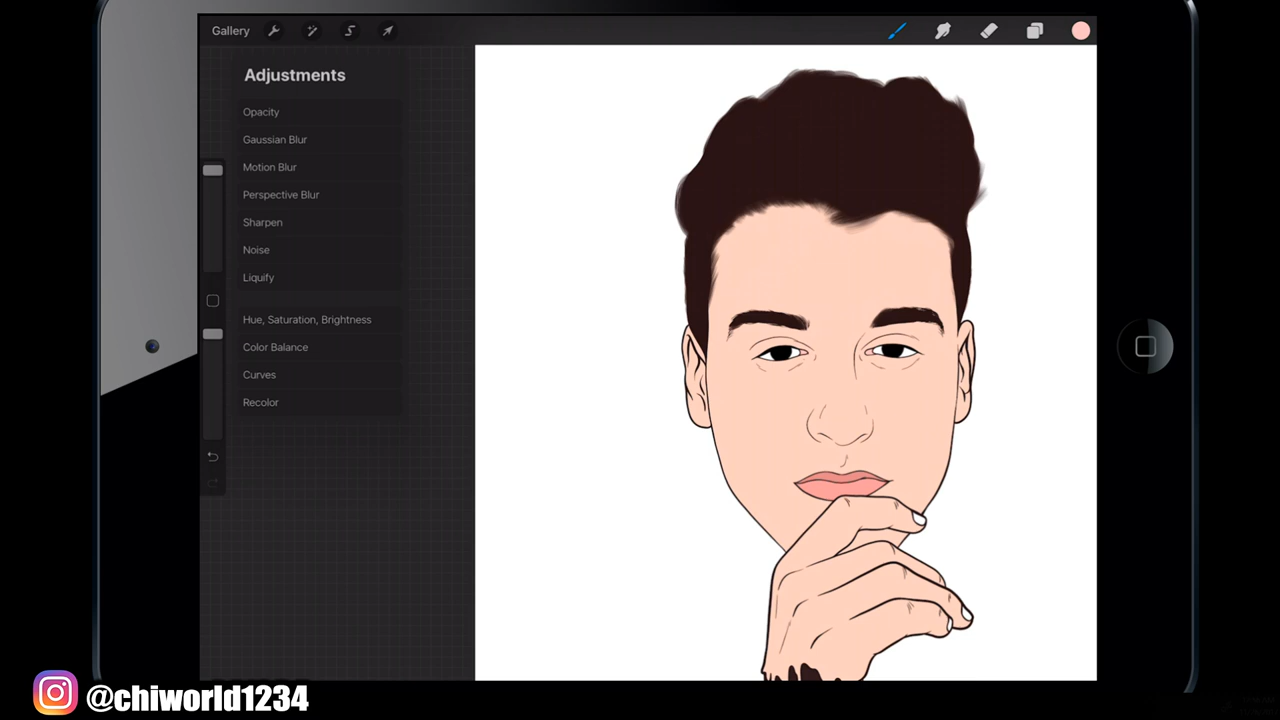 Gallery
Adjustments
Opacity
Gaussian Blur
Motion Blur
Perspective Blur
Sharpen
Noise
Liquify
Hue, Saturation, Brightness
Color Balance
Curves
Recolor
@chiworld1234